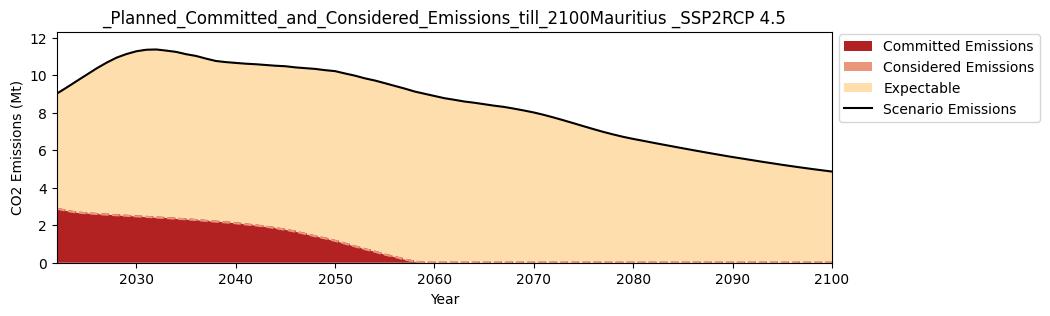 _Planned_Committed_and_Considered_Emissions_till_2100Mauritius _SSP2RCP 4.5
12
10
8
6
4
2
0
CO2 Emissions (Mt)
2030 2040 2050 2060 2070 2080 2090 2100
Year
Committed Emissions
Considered Emissions
Expectable
Scenario Emissions